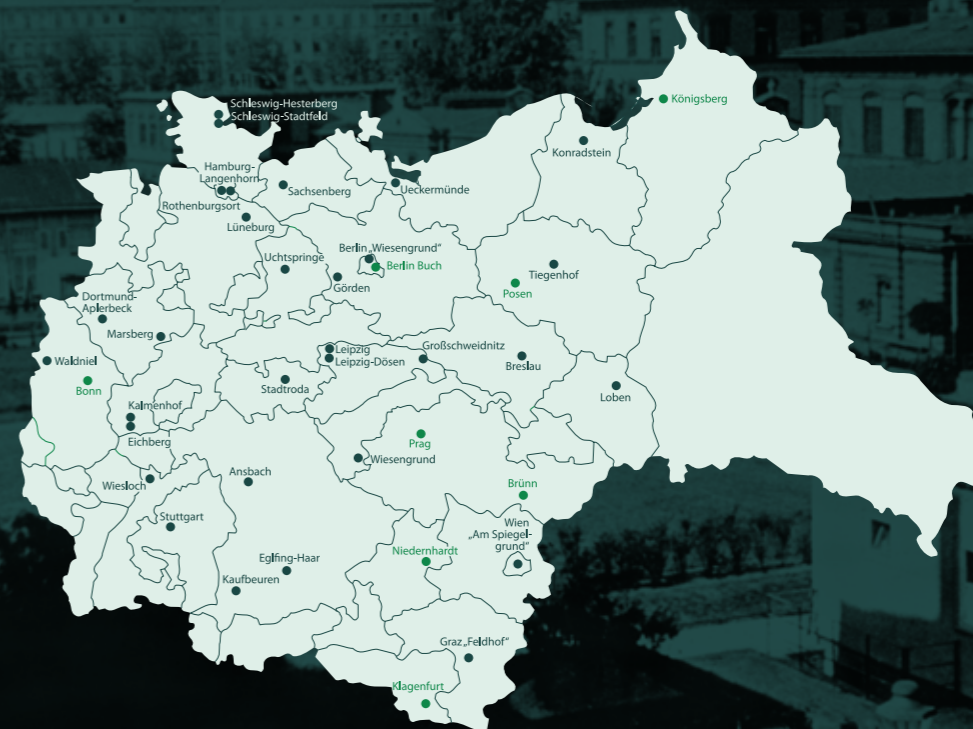 Königsberg
Schleswig-Hesterberg
Schleswig-Stadtfeld
Konradstein
Hamburg-
Langenhorn
Sachsenberg
Ueckermünde
Rothenburgsort
Lüneburg
Berlin „Wiesengrund“
Uchtspringe
Berlin Buch
Tiegenhof
Görden
Posen
Dortmund-
Aplerbeck
Marsberg
Großschweidnitz
Leipzig
Waldniel
Leipzig-Dösen
Breslau
Bonn
Stadtroda
Loben
Kalmenhof
Eichberg
Prag
Wiesengrund
Ansbach
Wiesloch
Brünn
Stuttgart
Wien
„Am Spiegel-
grund“
Niedernhardt
Eglfing-Haar
Kaufbeuren
Graz „Feldhof“
Klagenfurt